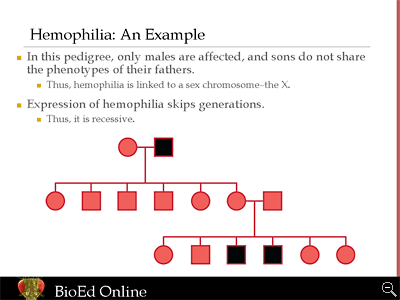 Hemophilia: An Example
In this pedigree, only males are affected, and sons do not share
the phenotypes of their fathers.
Thus, hemophilia is linked to a sex chromosome–the X.
Expression of hemophilia skips generations.
Thus, it is recessive.
BioEd Online